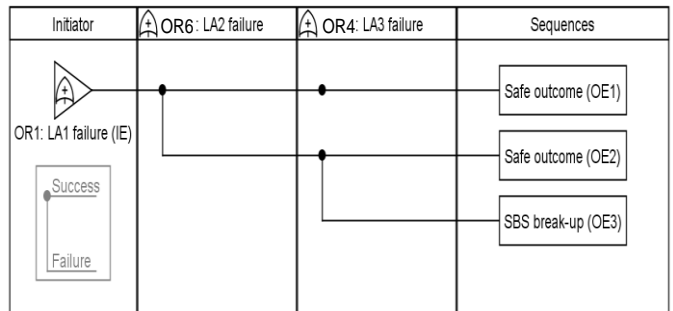 Initiator
OR6: LA2 failure
OR4: LA3 failure
Sequences
Safe outcome (OE1)
OR1: LA1 failure (IE)
Safe outcome (OE2)
Success
SBS break-up (OE3)
Failure